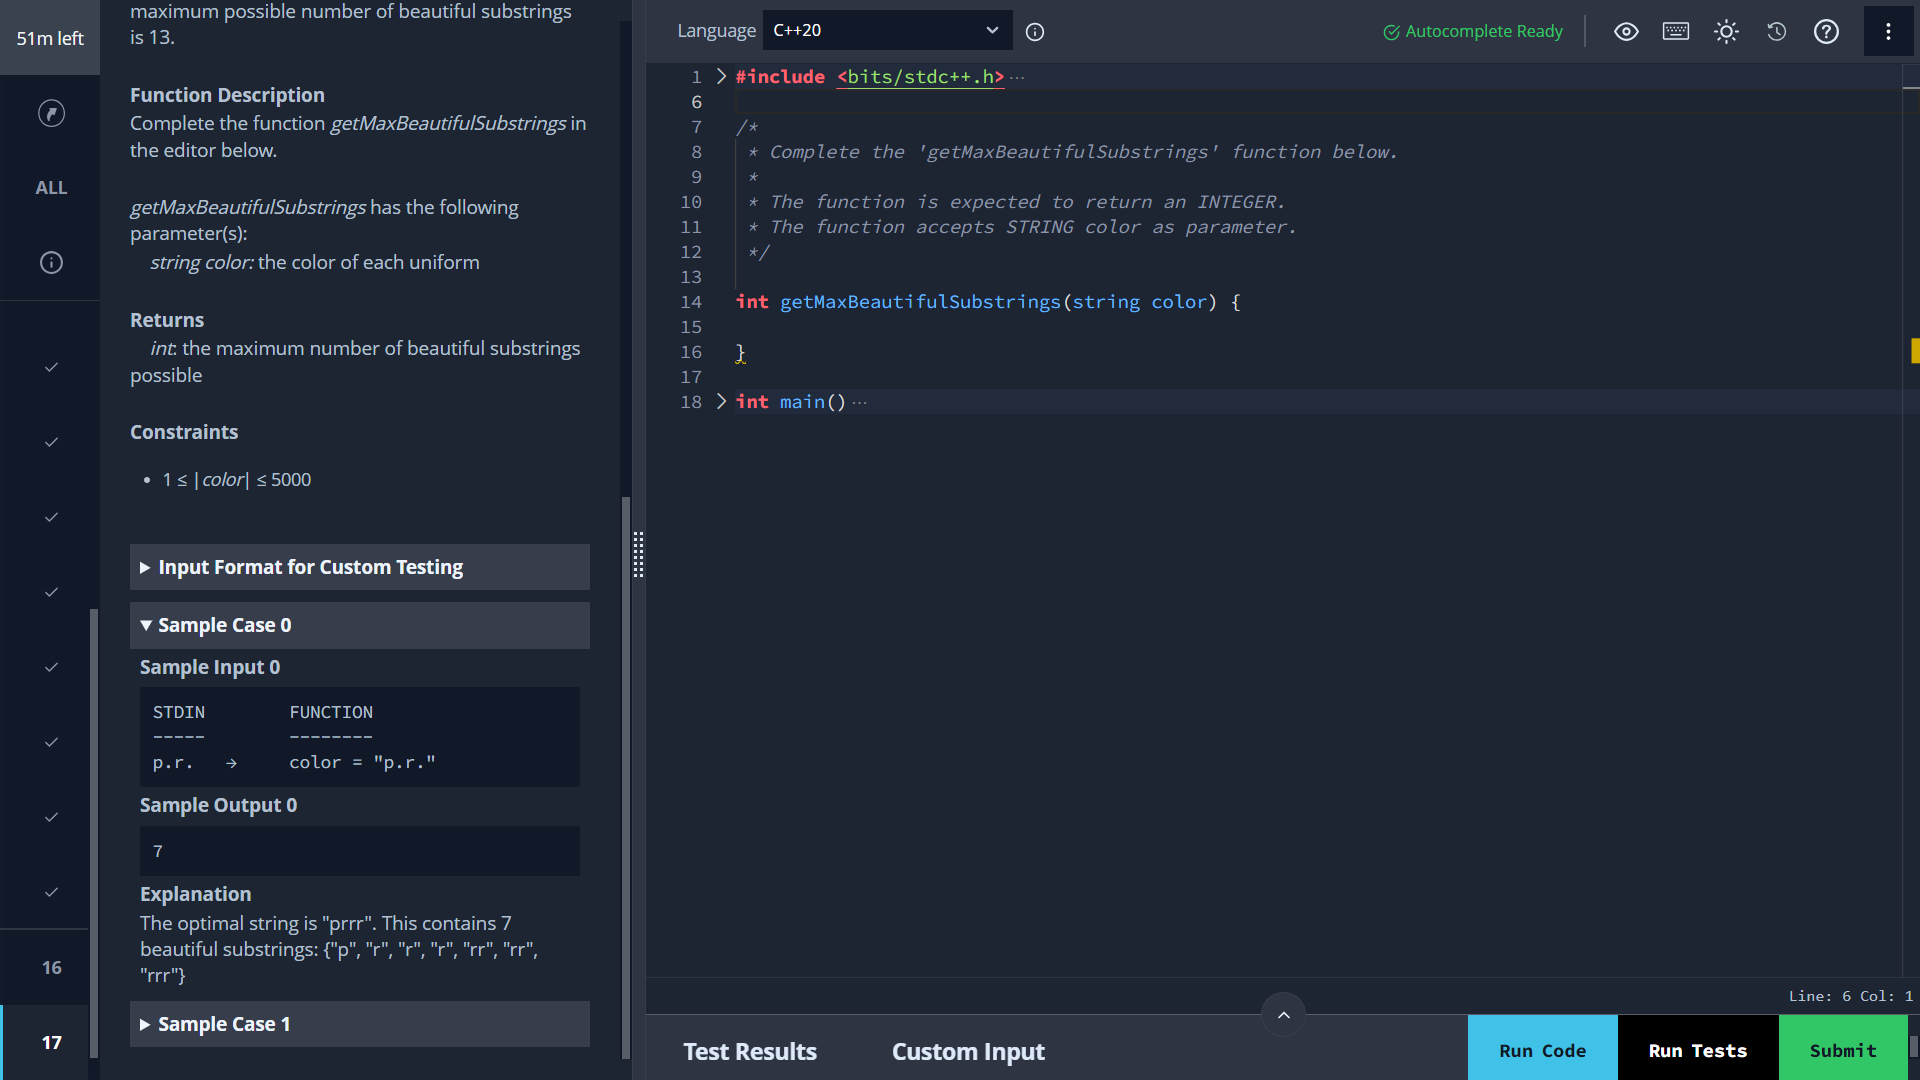 51m left
ALL
16
17
maximum possible number of beautiful substrings
is 13.
Function Description
Complete the function getMaxBeautifulSubstrings in
the editor below.
getMaxBeautifulSubstrings has the following
parameter(s):
string color: the color of each uniform
Returns
int: the maximum number of beautiful substrings
possible
Constraints
• 1 ≤ |color| ≤ 5000
Input Format for Custom Testing
Sample Case 0
Sample Input 0
STDIN FUNCTION
----- --------
p.r. → color = "p.r."
Sample Output 0
7
Explanation
The optimal string is "prrr". This contains 7
beautiful substrings: {"p", "r", "r", "r", "rr", "rr",
"rrr"}
Sample Case 1
Language C++20
Autocomplete Ready
1 #include <bits/stdc++.h> ...
6
7 /*
8 * Complete the 'getMaxBeautifulSubstrings' function below.
9 *
10 * The function is expected to return an INTEGER.
11 * The function accepts STRING color as parameter.
12 */
13
14 int getMaxBeautifulSubstrings(string color) {
15
16 }
17
18 int main() ...
Line: 6 Col: 1
Test Results Custom Input Run Code Run Tests Submit